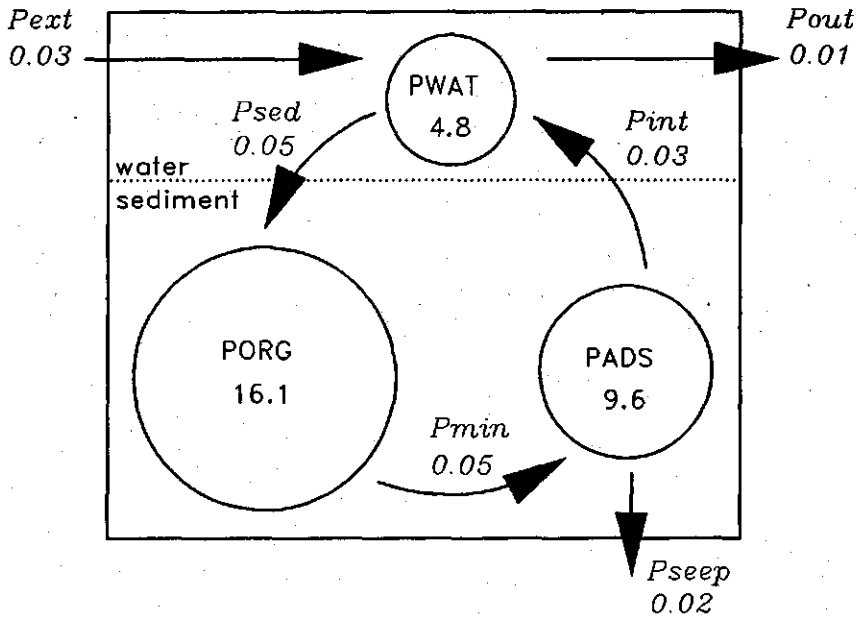 Pext
0.03
Pout
0.01
PWAT
4.8
Psed
0.05
Pint
0.03
water
sediment
PORG
16.1
PADS
9.6
Pmin
0.05
Pseep
0.02